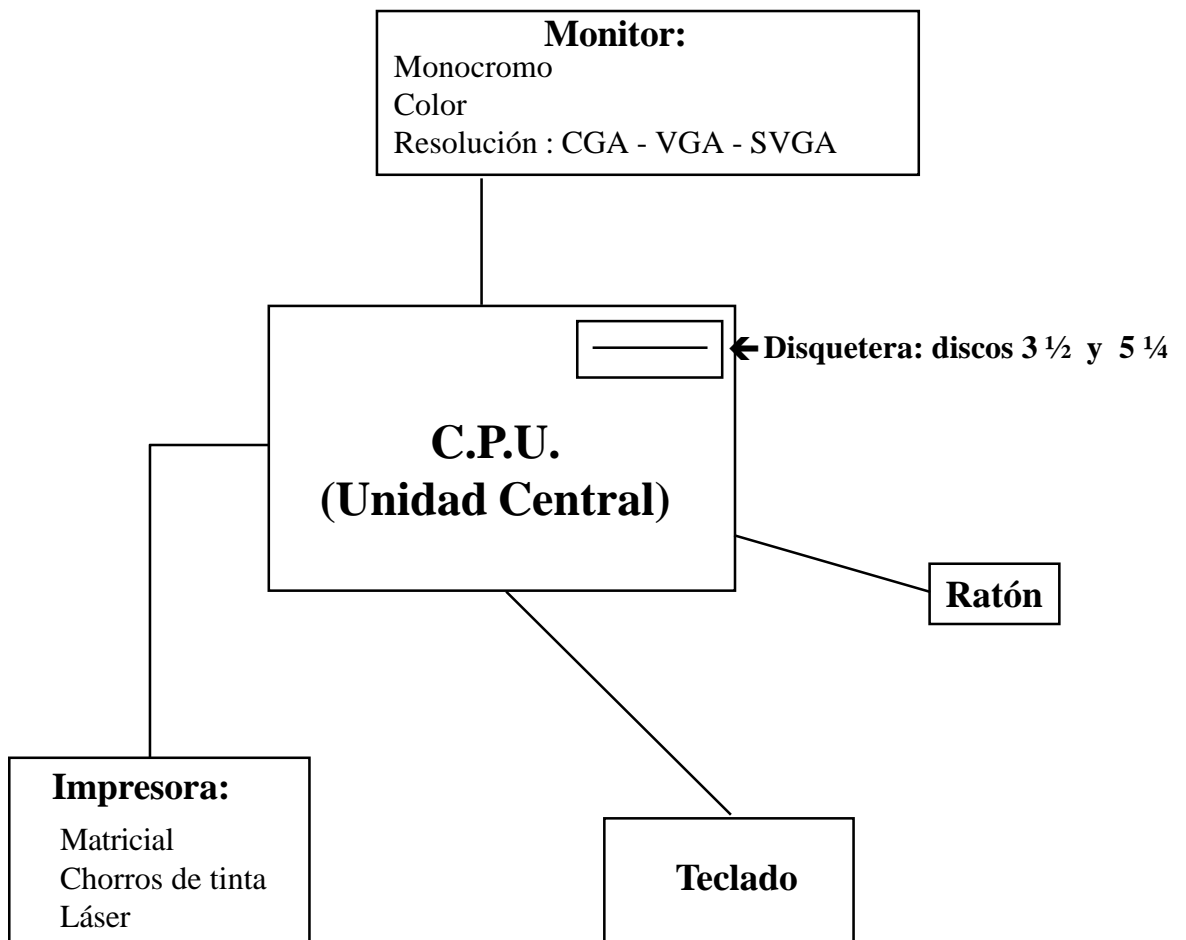 Monitor:
Monocromo
Color
Resolución : CGA - VGA - SVGA
Disquetera: discos 3 ½ y 5 ¼
C.P.U.
(Unidad Central)
Ratón
Impresora:
Matricial
Chorros de tinta
Láser
Teclado